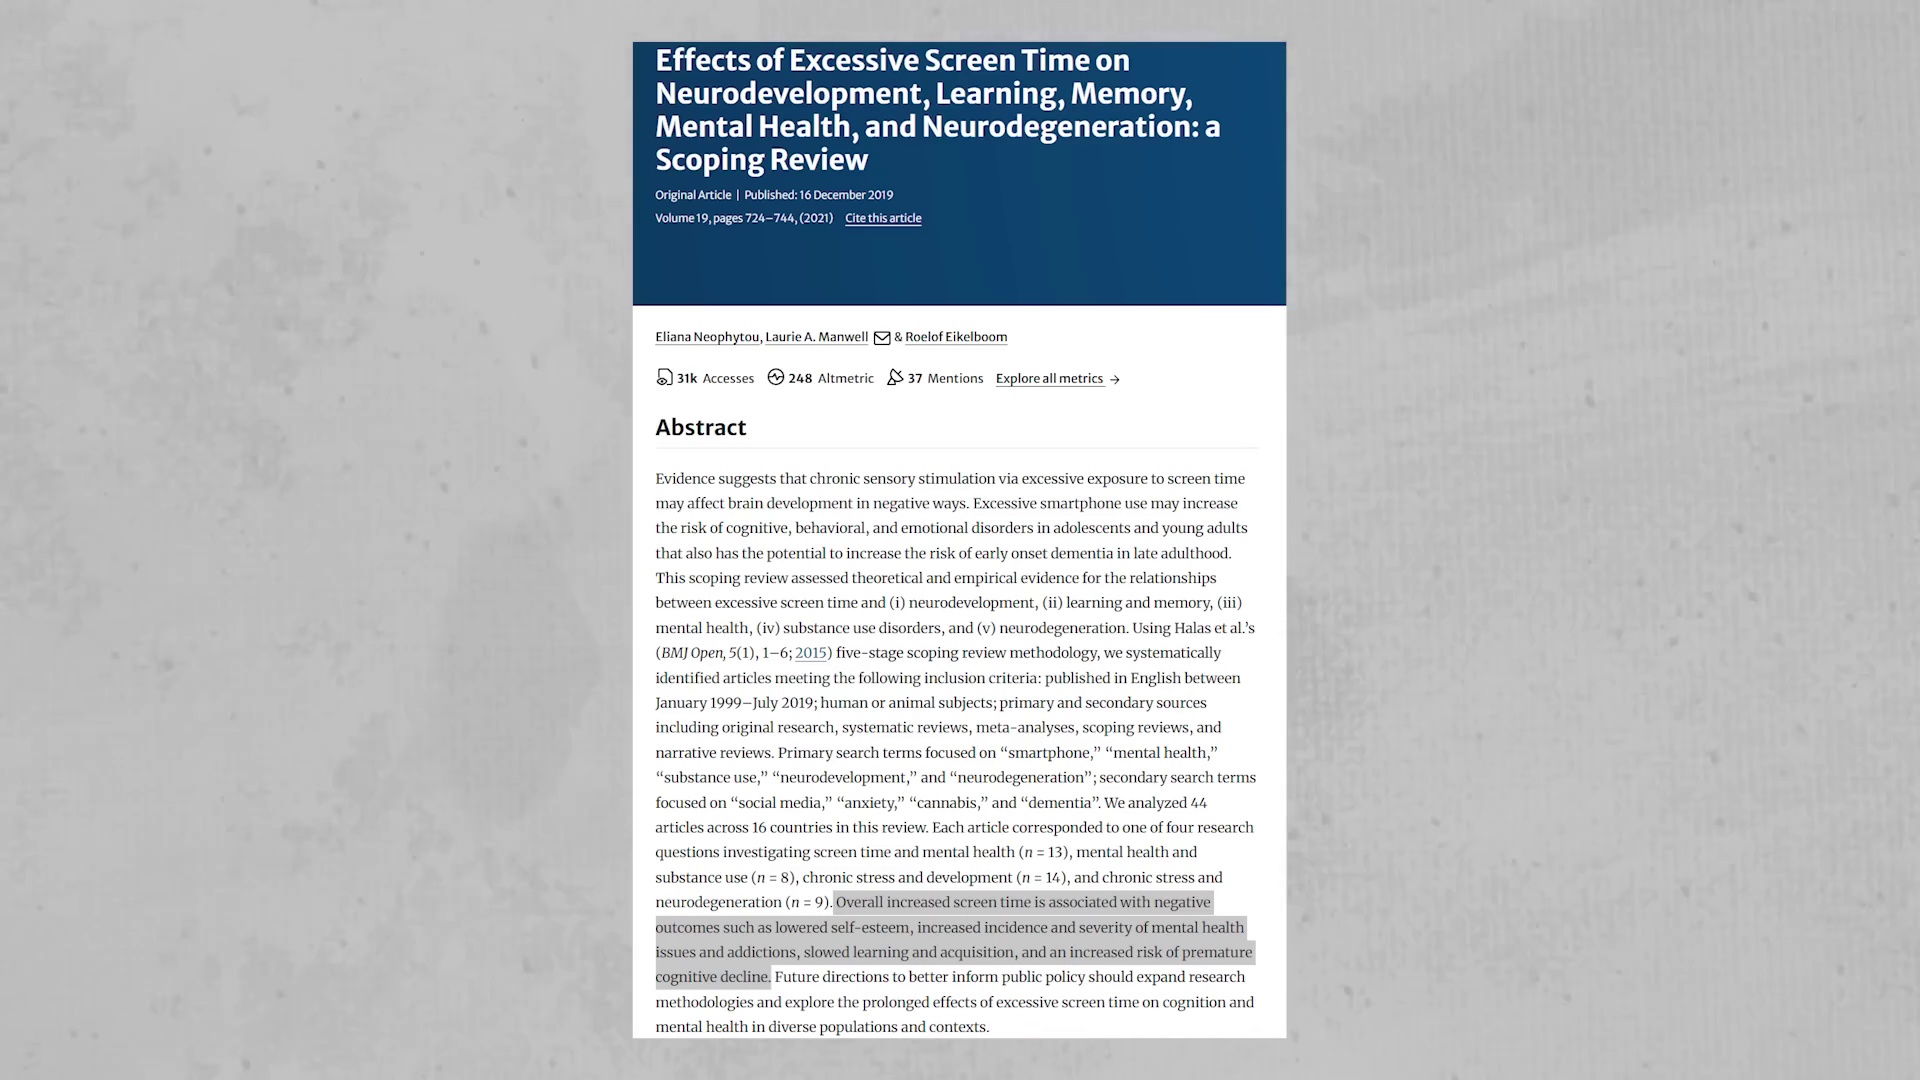 Effects of Excessive Screen Time on
Neurodevelopment, Learning, Memory,
Mental Health, and Neurodegeneration: a
Scoping Review
Original Article | Published: 16 December 2019
Volume 19, pages 724–744, (2021) Cite this article
Eliana Neophytou, Laurie A. Manwell & Roelof Eikelboom
31k Accesses 248 Altmetric 37 Mentions Explore all metrics →
Abstract
Evidence suggests that chronic sensory stimulation via excessive exposure to screen time
may affect brain development in negative ways. Excessive smartphone use may increase
the risk of cognitive, behavioral, and emotional disorders in adolescents and young adults
that also has the potential to increase the risk of early onset dementia in late adulthood.
This scoping review assessed theoretical and empirical evidence for the relationships
between excessive screen time and (i) neurodevelopment, (ii) learning and memory, (iii)
mental health, (iv) substance use disorders, and (v) neurodegeneration. Using Halas et al.’s
(BMJ Open, 5(1), 1–6; 2015) five-stage scoping review methodology, we systematically
identified articles meeting the following inclusion criteria: published in English between
January 1999–July 2019; human or animal subjects; primary and secondary sources
including original research, systematic reviews, meta-analyses, scoping reviews, and
narrative reviews. Primary search terms focused on “smartphone,” “mental health,”
“substance use,” “neurodevelopment,” and “neurodegeneration”; secondary search terms
focused on “social media,” “anxiety,” “cannabis,” and “dementia”. We analyzed 44
articles across 16 countries in this review. Each article corresponded to one of four research
questions investigating screen time and mental health (n = 13), mental health and
substance use (n = 8), chronic stress and development (n = 14), and chronic stress and
neurodegeneration (n = 9). Overall increased screen time is associated with negative
outcomes such as lowered self-esteem, increased incidence and severity of mental health
issues and addictions, slowed learning and acquisition, and an increased risk of premature
cognitive decline. Future directions to better inform public policy should expand research
methodologies and explore the prolonged effects of excessive screen time on cognition and
mental health in diverse populations and contexts.